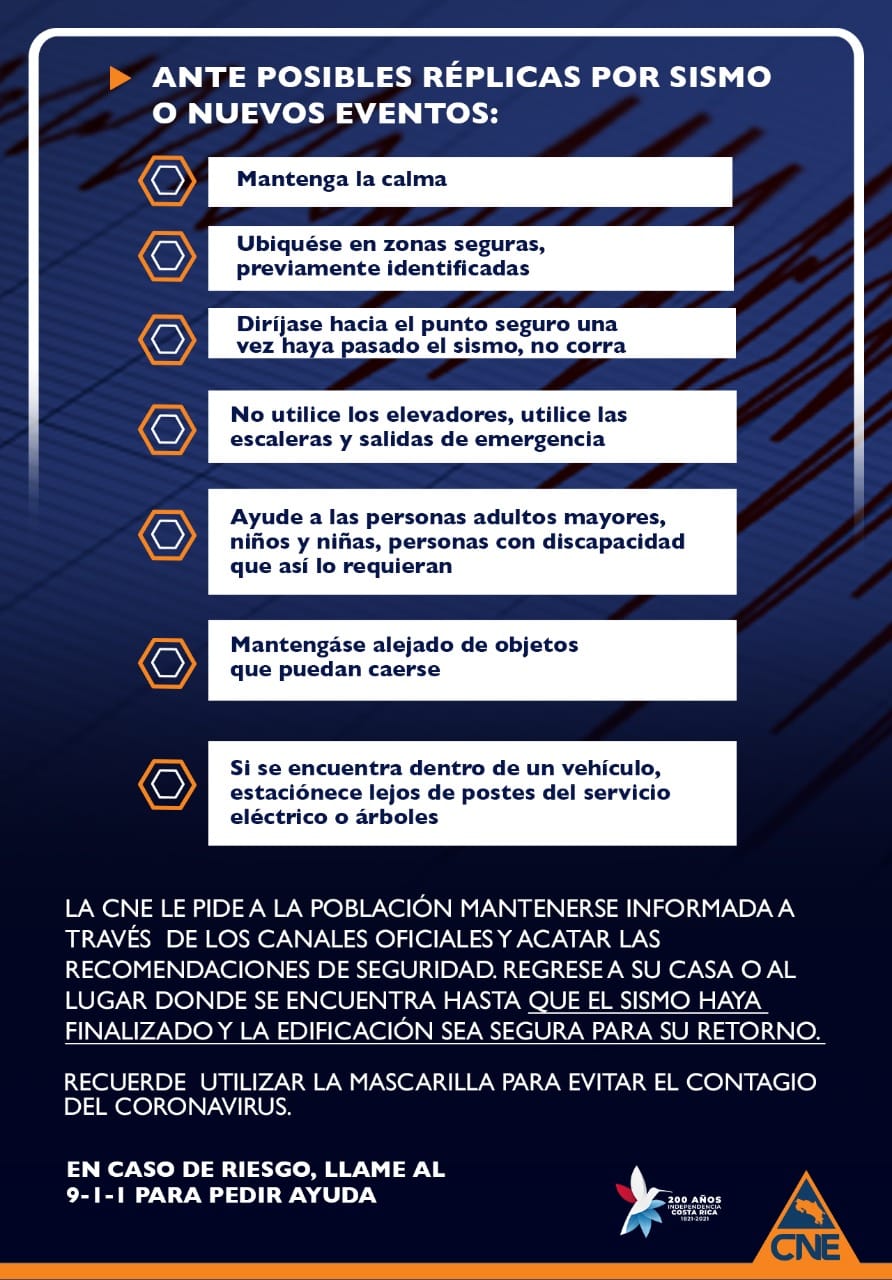 ANTE POSIBLES RÉPLICAS POR SISMO
O NUEVOS EVENTOS:
Mantenga la calma
Ubiquése en zonas seguras,
previamente identificadas
Diríjase hacia el punto seguro una
vez haya pasado el sismo, no corra
No utilice los elevadores, utilice las
escaleras y salidas de emergencia
Ayude a las personas adultos mayores,
niños y niñas, personas con discapacidad
que así lo requieran
Mantengáse alejado de objetos
que puedan caerse
Si se encuentra dentro de un vehículo,
estaciónece lejos de postes del servicio
eléctrico o árboles
LA CNE LE PIDE A LA POBLACIÓN MANTENERSE INFORMADA A
TRAVÉS DE LOS CANALES OFICIALES Y ACATAR LAS
RECOMENDACIONES DE SEGURIDAD. REGRESE A SU CASA O AL
LUGAR DONDE SE ENCUENTRA HASTA QUE EL SISMO HAYA
FINALIZADO Y LA EDIFICACIÓN SEA SEGURA PARA SU RETORNO.
RECUERDE UTILIZAR LA MASCARILLA PARA EVITAR EL CONTAGIO
DEL CORONAVIRUS.
EN CASO DE RIESGO, LLAME AL
9-1-1 PARA PEDIR AYUDA
200 AÑOS
INDEPENDENCIA
COSTA RICA
1821-2021
CNE